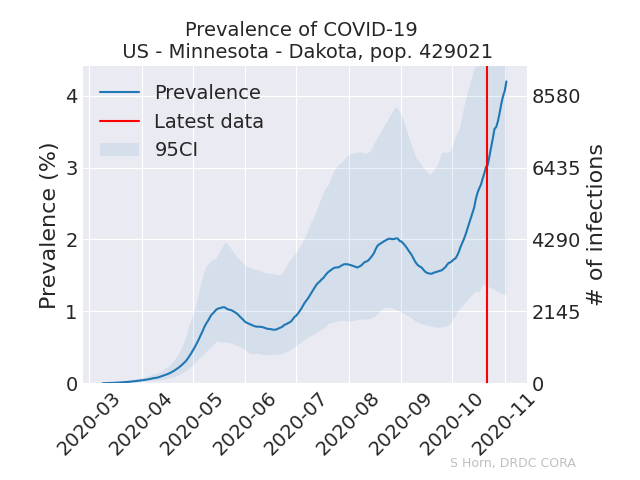 Prevalence of COVID-19
US - Minnesota - Dakota, pop. 429021
Prevalence
Latest data
95CI
Prevalence (%)
4
3
2
1
0
8580
6435
4290
2145
0
# of infections
2020-03
2020-04
2020-05
2020-06
2020-07
2020-08
2020-09
2020-10
2020-11
S Horn, DRDC CORA